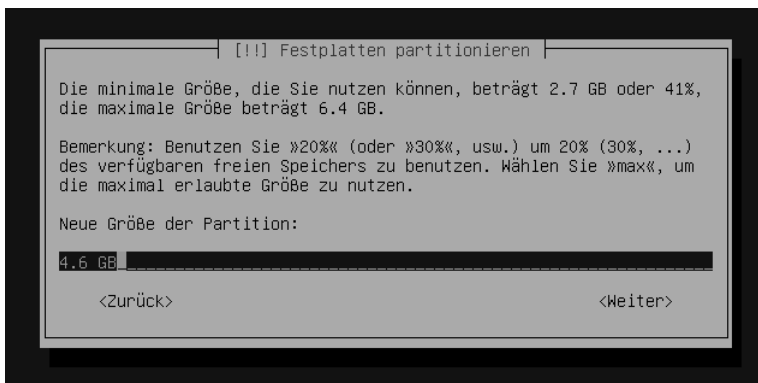 [!!] Festplatten partitionieren
Die minimale Größe, die Sie nutzen können, beträgt 2.7 GB oder 41%,
die maximale Größe beträgt 6.4 GB.
Bemerkung: Benutzen Sie »20%« (oder »30%«, usw.) um 20% (30%, ...)
des verfügbaren freien Speichers zu benutzen. Wählen Sie »max«, um
die maximal erlaubte Größe zu nutzen.
Neue Größe der Partition:
4.6 GB
<Zurück> <Weiter>